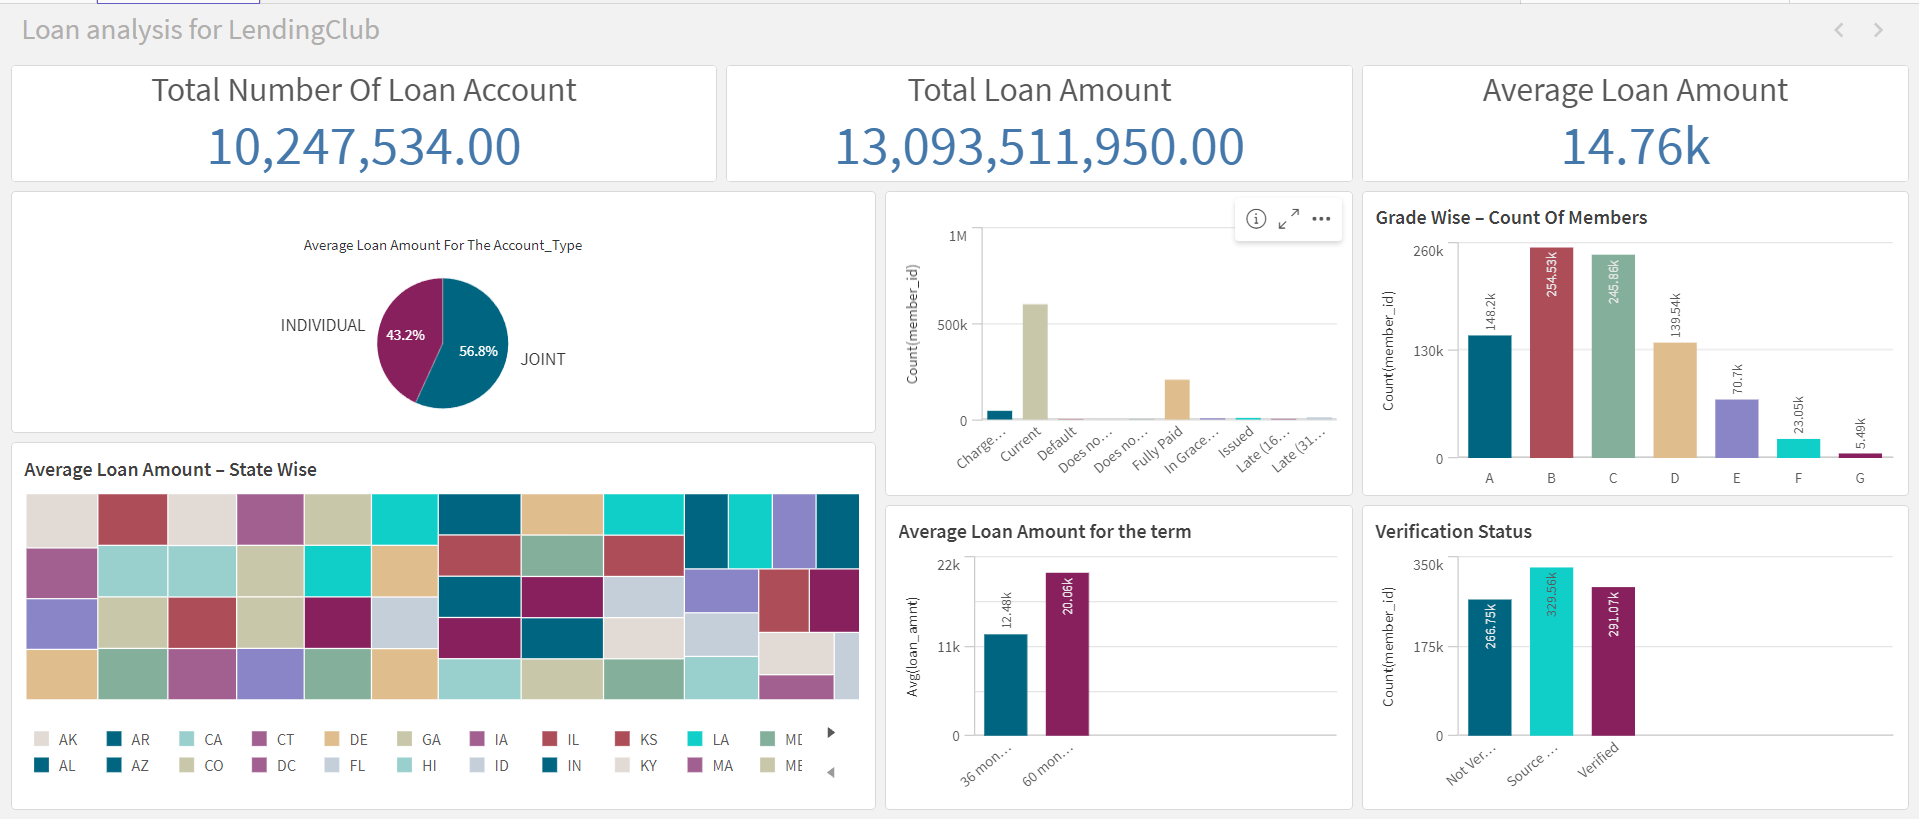 Loan analysis for LendingClub
Total Number Of Loan Account
10,247,534.00
Total Loan Amount
13,093,511,950.00
Average Loan Amount
14.76k
Average Loan Amount For The Account_Type
INDIVIDUAL
43.2%
56.8%
JOINT
Count(member_id)
1M
500k
0
Charge...
Current
Default
Does no...
Does no...
Fully Paid
In Grace...
Issued
Late (16...
Late (31...
Grade Wise – Count Of Members
Count(member_id)
260k
130k
0
148.2k
254.53k
245.86k
139.54k
70.7k
23.05k
5.49k
A B C D E F G
Average Loan Amount – State Wise
AK AR CA CT DE GA IA IL KS LA MD
AL AZ CO DC FL HI ID IN KY MA ME
Average Loan Amount for the term
Avg(loan_amnt)
22k
11k
0
12.48k
20.06k
36 mon...
60 mon...
Verification Status
Count(member_id)
350k
175k
0
266.75k
329.56k
291.07k
Not Ver...
Source ...
Verified